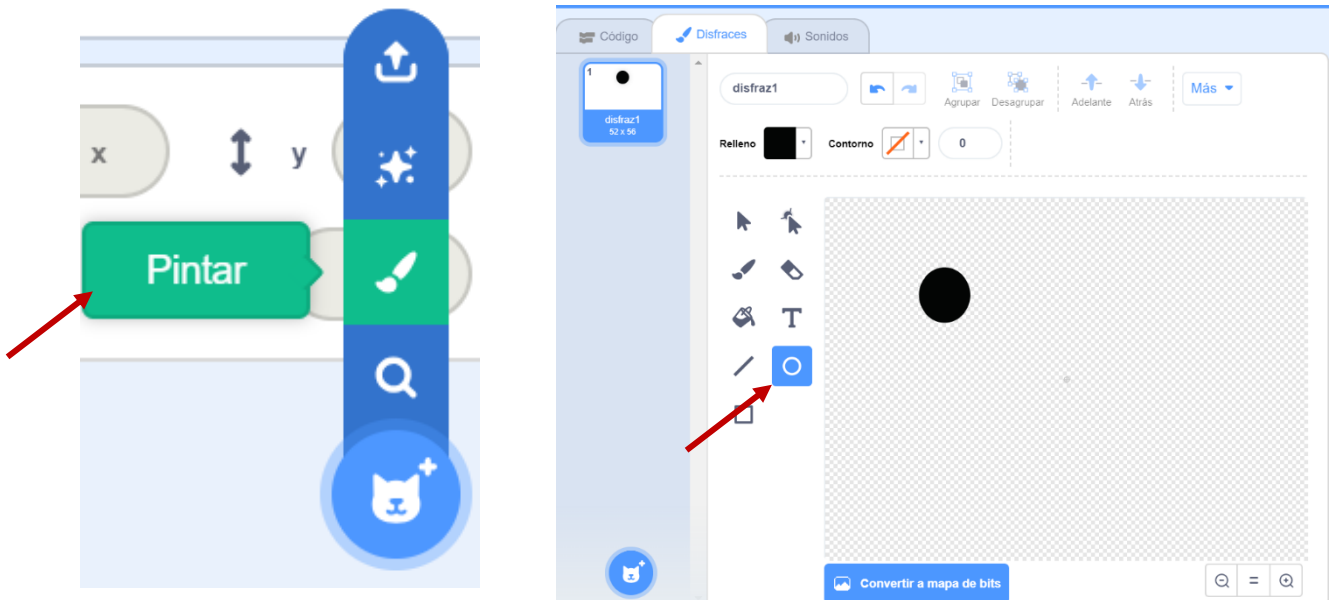 x
y
Pintar
Código
Disfraces
Sonidos
1
disfraz1
52 x 56
disfraz1
Agrupar
Desagrupar
Adelante
Atrás
Más
Relleno
Contorno
0
T
Convertir a mapa de bits